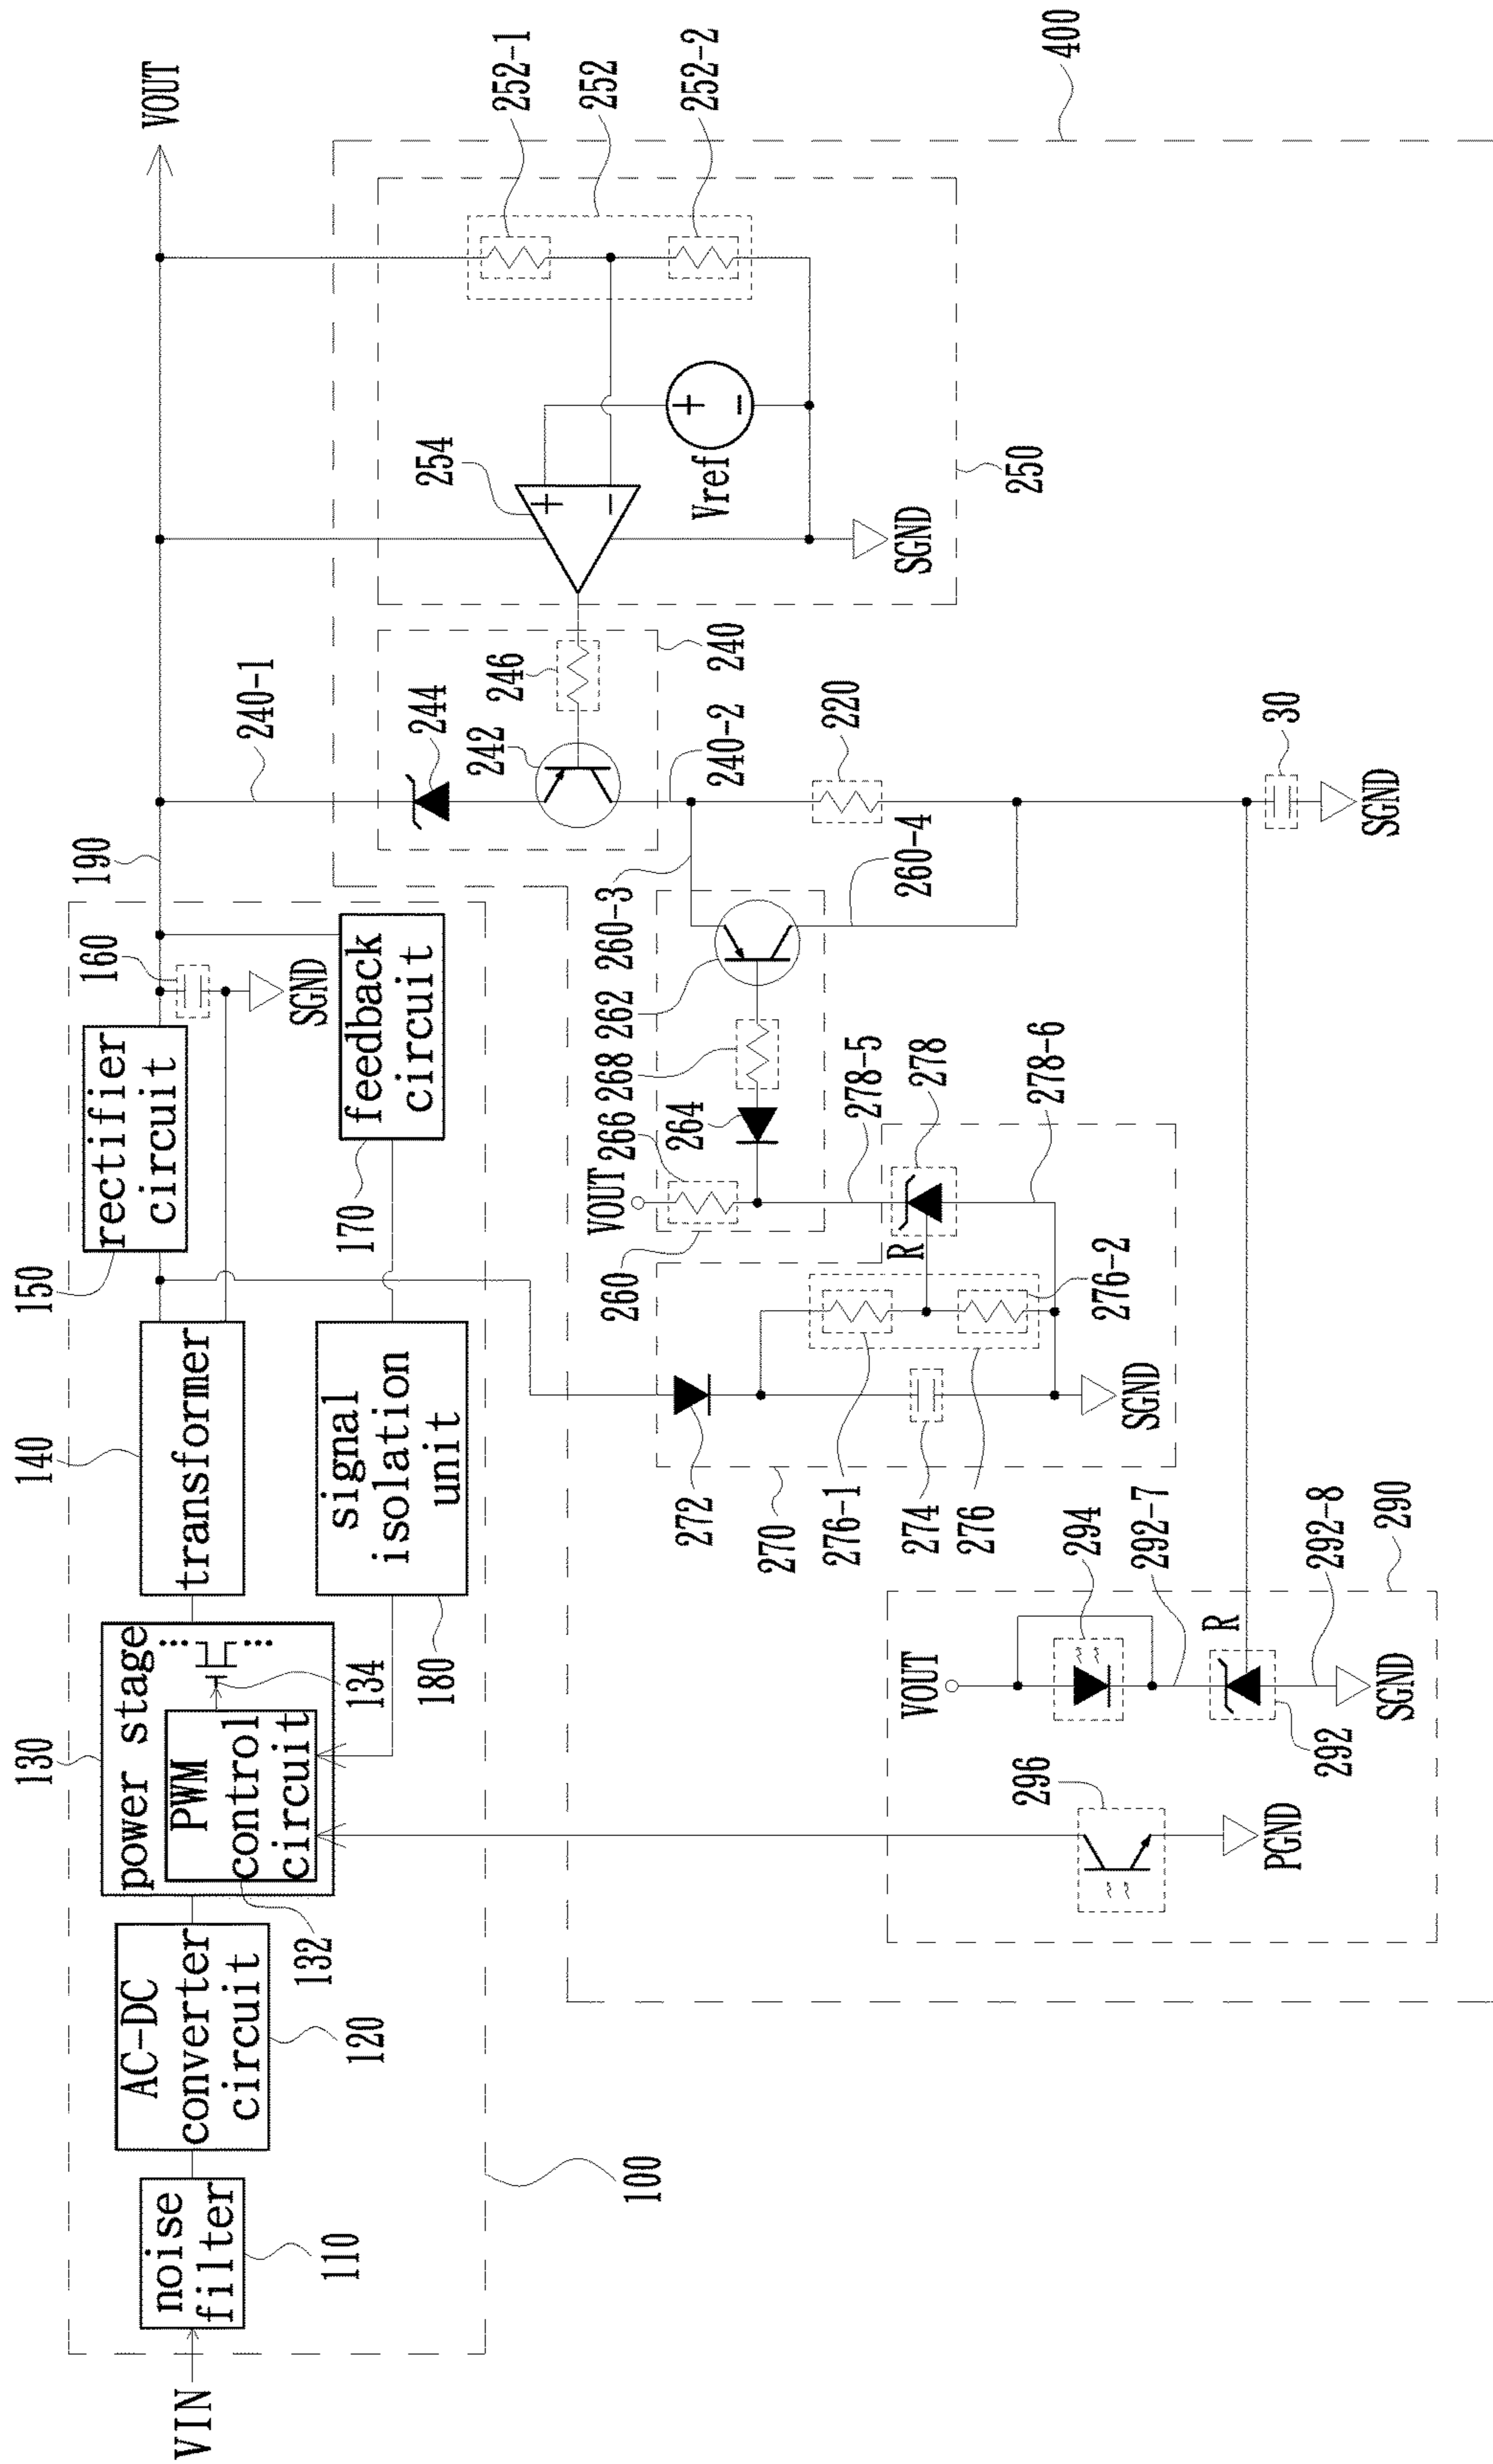 VIN
noise
filter
110
AC-DC
converter
circuit
120
130
power stage
PWM
control
circuit
132
134
140
transformer
signal
isolation
unit
180
150
rectifier
circuit
160
SGND
feedback
circuit
170
190
100
VOUT
240-1
244
242
246
240
240-2
254
+
−
Vref
+
−
SGND
250
252-1
252
252-2
400
220
30
SGND
260-3
260-4
262
268
264
266
VOUT
260
278-5
278
278-6
R
276-2
276-1
276
274
272
270
SGND
VOUT
294
292-7
R
292
292-8
SGND
290
296
PGND